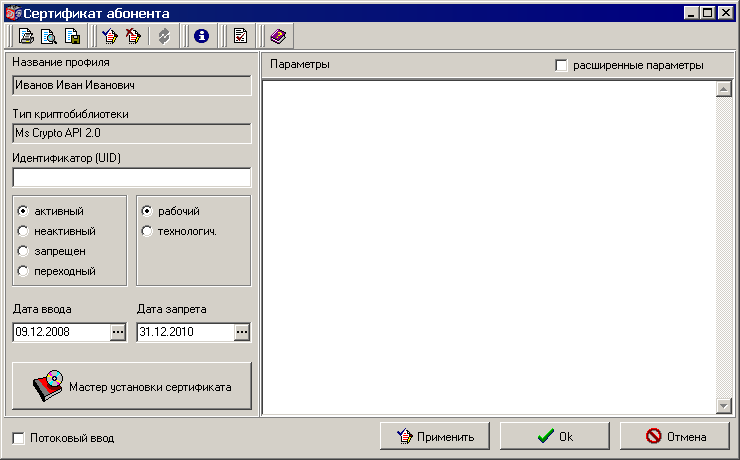 Сертификат абонента
Название профиля
Иванов Иван Иванович
Тип криптобиблиотеки
Ms Crypto API 2.0
Идентификатор (UID)
активный
неактивный
запрещен
переходный
рабочий
технологич.
Дата ввода
Дата запрета
09.12.2008
31.12.2010
Мастер установки сертификата
Параметры
расширенные параметры
Потоковый ввод
Применить
Ok
Отмена